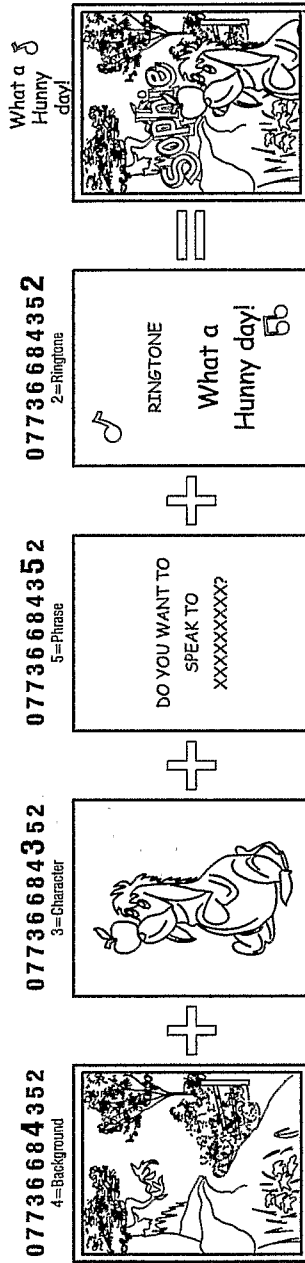 07736684352
4=Background
07736684352
3=Character
07736684352
5=Phrase
DO YOU WANT TO
SPEAK TO
XXXXXXXXXX?
07736684352
2=Ringtone
RINGTONE
What a
Hunny day!
What a
Hunny
day!
Sophie